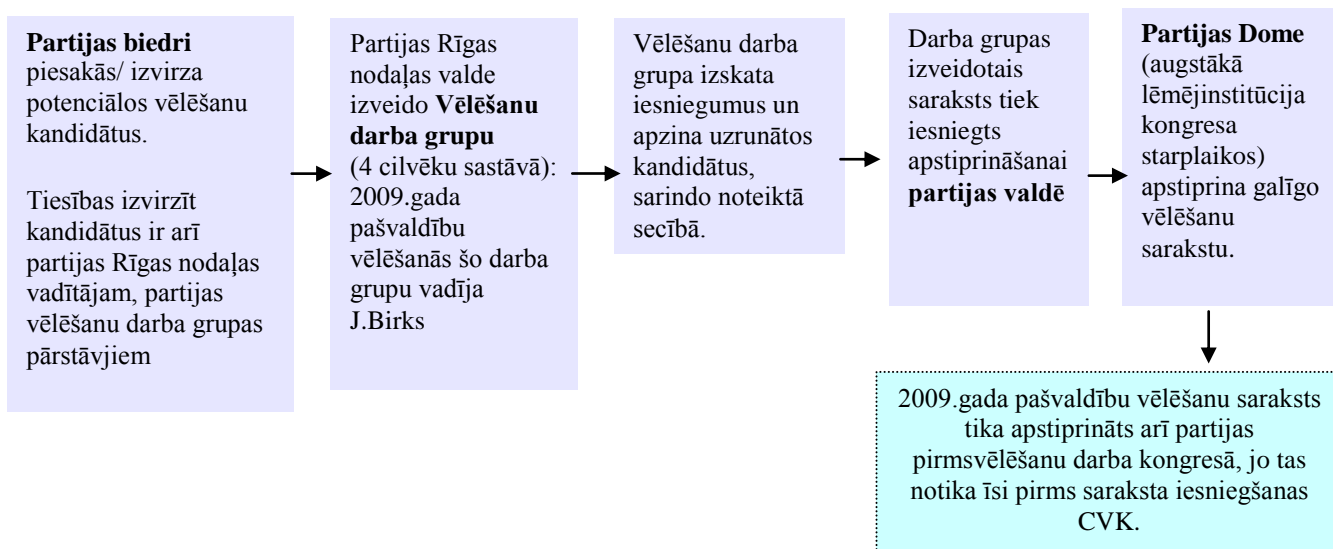 Partijas biedri
piesakās/ izvirza
potenciālos vēlēšanu
kandidātus.
Tiesības izvirzīt
kandidātus ir arī
partijas Rīgas nodaļas
vadītājam, partijas
vēlēšanu darba grupas
pārstāvjiem
Partijas Rīgas
nodaļas valde
izveido Vēlēšanu
darba grupu
(4 cilvēku sastāvā):
2009.gada
pašvaldību
vēlēšanās šo darba
grupu vadīja
J.Birks
Vēlēšanu darba
grupa izskata
iesniegumus un
apzina uzrunātos
kandidātus,
sarindo noteiktā
secībā.
Darba grupas
izveidotais
saraksts tiek
iesniegts
apstiprināšanai
partijas valdē
Partijas Dome
(augstākā
lēmējinstitūcija
kongresa
starplaikos)
apstiprina galīgo
vēlēšanu
sarakstu.
2009.gada pašvaldību vēlēšanu saraksts
tika apstiprināts arī partijas
pirmsvēlēšanu darba kongresā, jo tas
notika īsi pirms saraksta iesniegšanas
CVK.